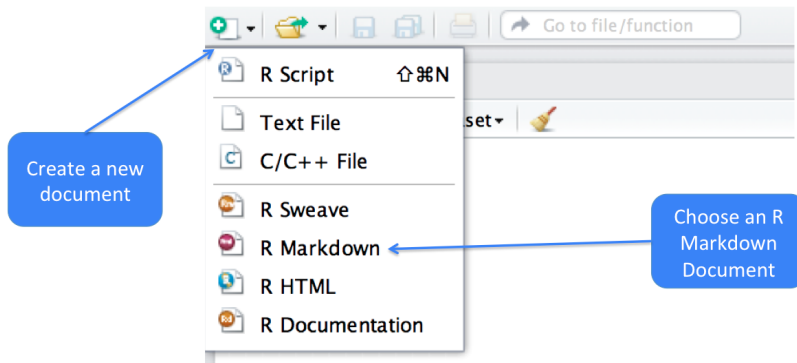 Go to file/function
R Script ⇧⌘N
Text File
set
C/C++ File
Create a new
document
R Sweave
R Markdown
Choose an R
Markdown
Document
R HTML
R Documentation